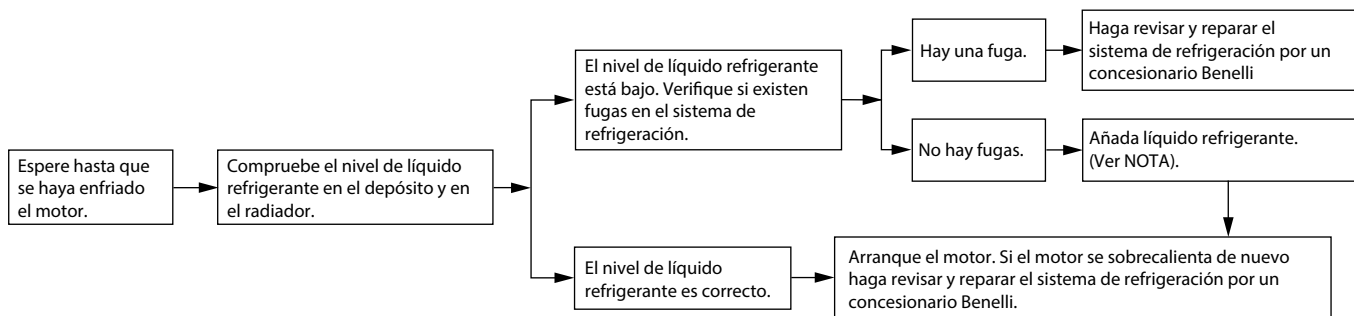 Espere hasta que
se haya enfriado
el motor.
Compruebe el nivel de líquido
refrigerante en el depósito y en
el radiador.
El nivel de líquido refrigerante
está bajo. Verifique si existen
fugas en el sistema de
refrigeración.
Hay una fuga.
Haga revisar y reparar el
sistema de refrigeración por un
concesionario Benelli
No hay fugas.
Añada líquido refrigerante.
(Ver NOTA).
El nivel de líquido
refrigerante es correcto.
Arranque el motor. Si el motor se sobrecalienta de nuevo
haga revisar y reparar el sistema de refrigeración por un
concesionario Benelli.